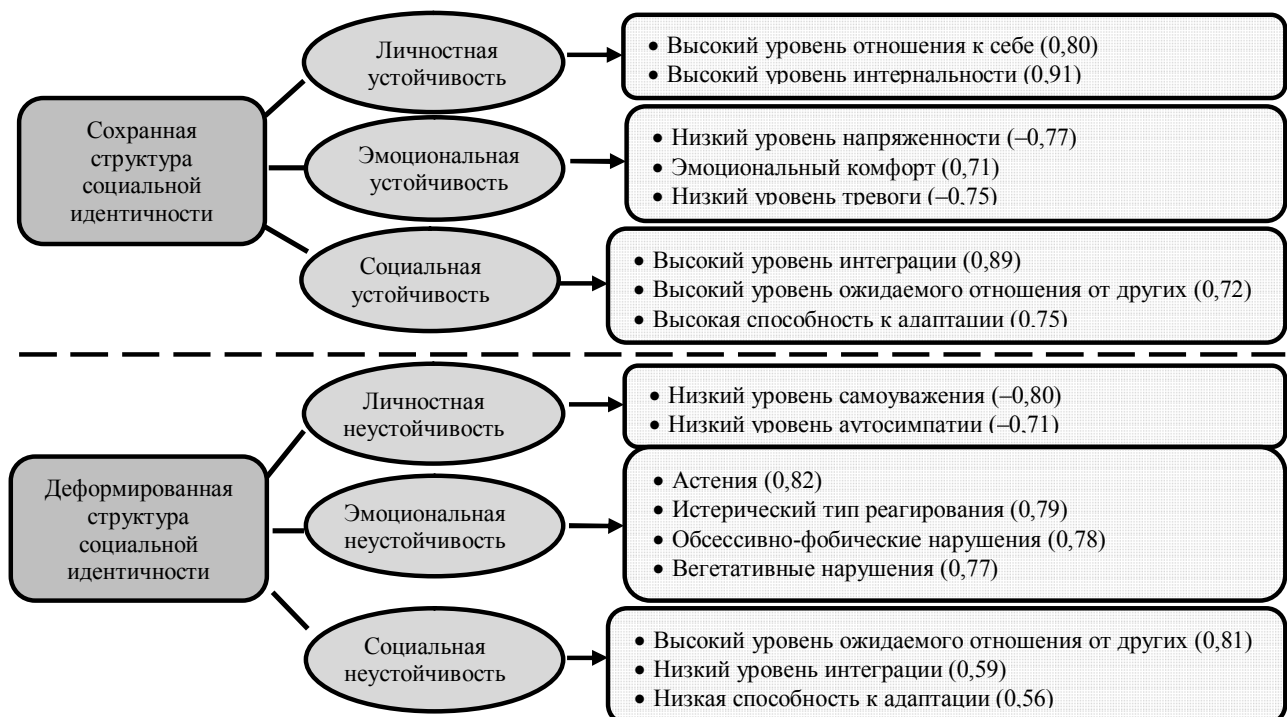 Сохранная
структура
социальной
идентичности
Личностная
устойчивость
• Высокий уровень отношения к себе (0,80)
• Высокий уровень интернальности (0,91)
Эмоциональная
устойчивость
• Низкий уровень напряженности (–0,77)
• Эмоциональный комфорт (0,71)
• Низкий уровень тревоги (–0,75)
Социальная
устойчивость
• Высокий уровень интеграции (0,89)
• Высокий уровень ожидаемого отношения от других (0,72)
• Высокая способность к адаптации (0,75)
Деформированная
структура
социальной
идентичности
Личностная
неустойчивость
• Низкий уровень самоуважения (–0,80)
• Низкий уровень аутосимпатии (–0,71)
Эмоциональная
неустойчивость
• Астения (0,82)
• Истерический тип реагирования (0,79)
• Обсессивно-фобические нарушения (0,78)
• Вегетативные нарушения (0,77)
Социальная
неустойчивость
• Высокий уровень ожидаемого отношения от других (0,81)
• Низкий уровень интеграции (0,59)
• Низкая способность к адаптации (0,56)